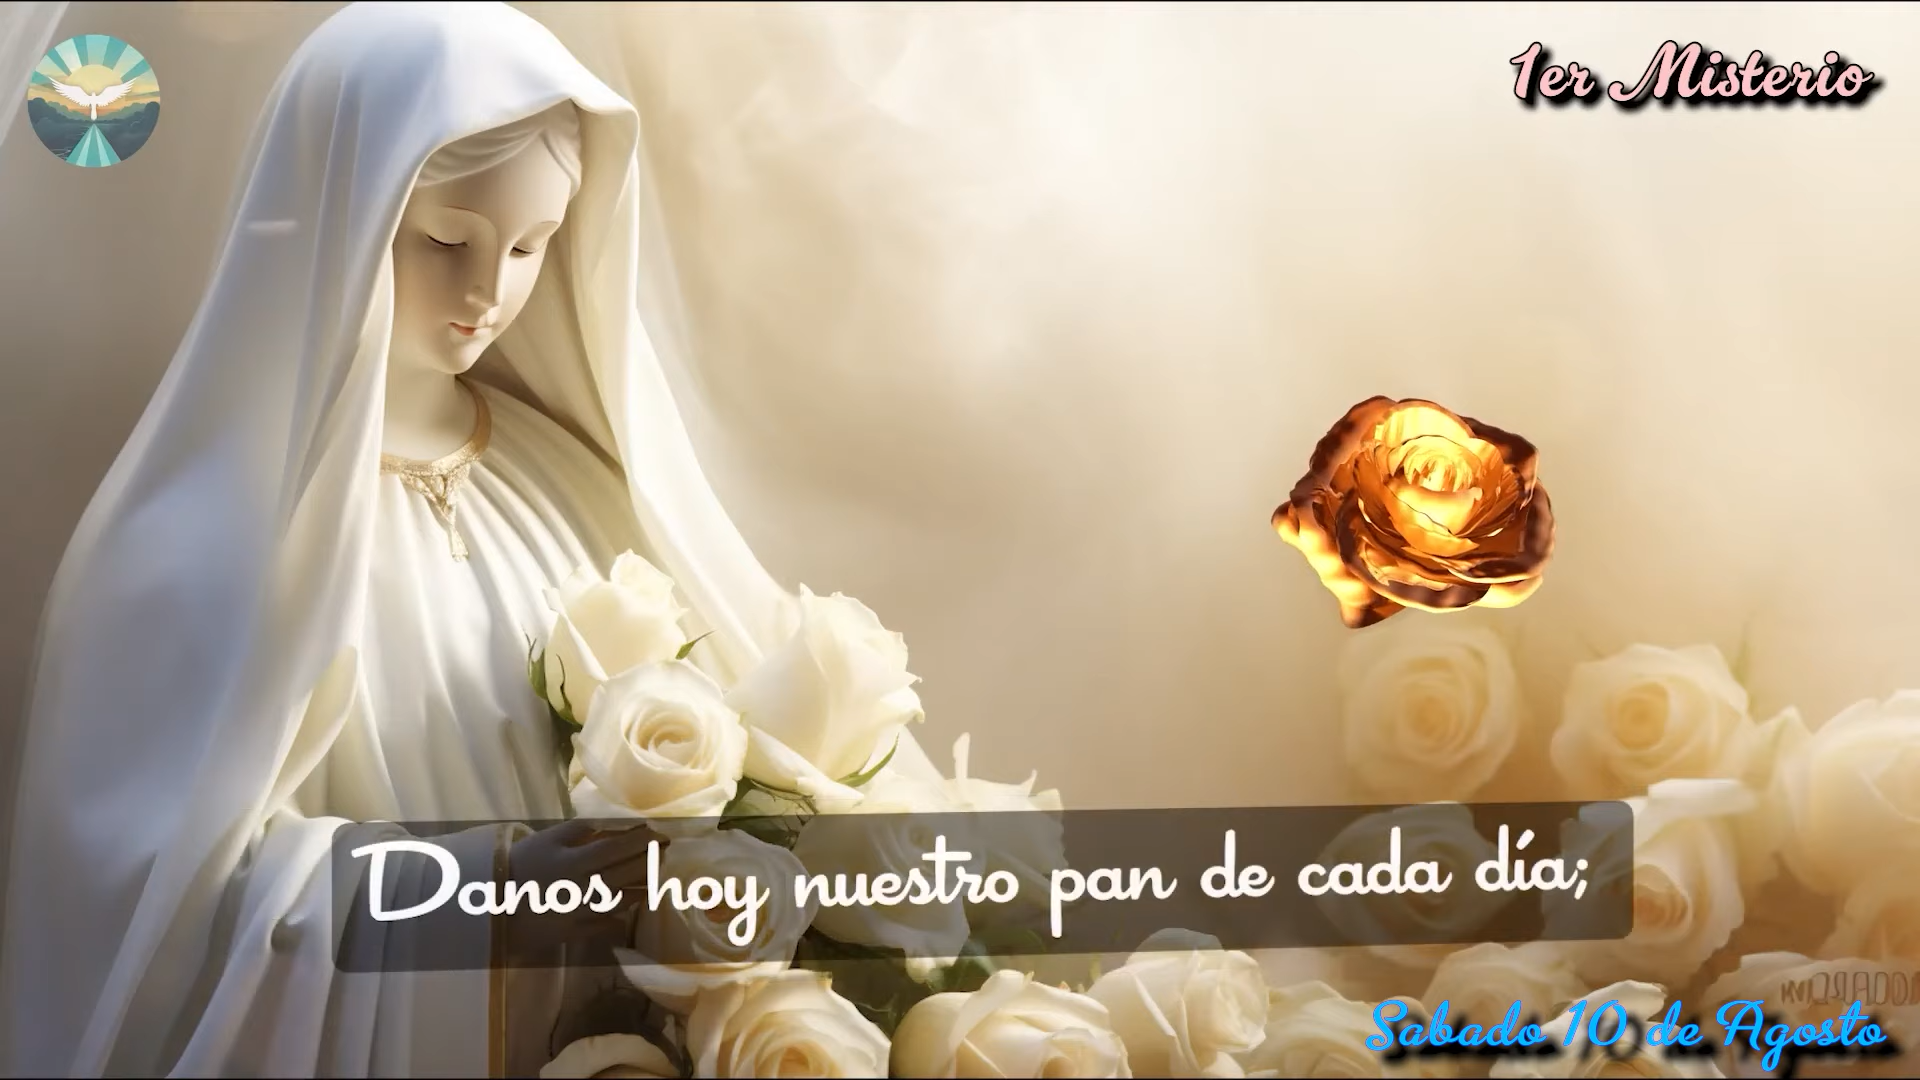 1er Misterio
Danos hoy nuestro pan de cada día;
Sabado 10 de Agosto